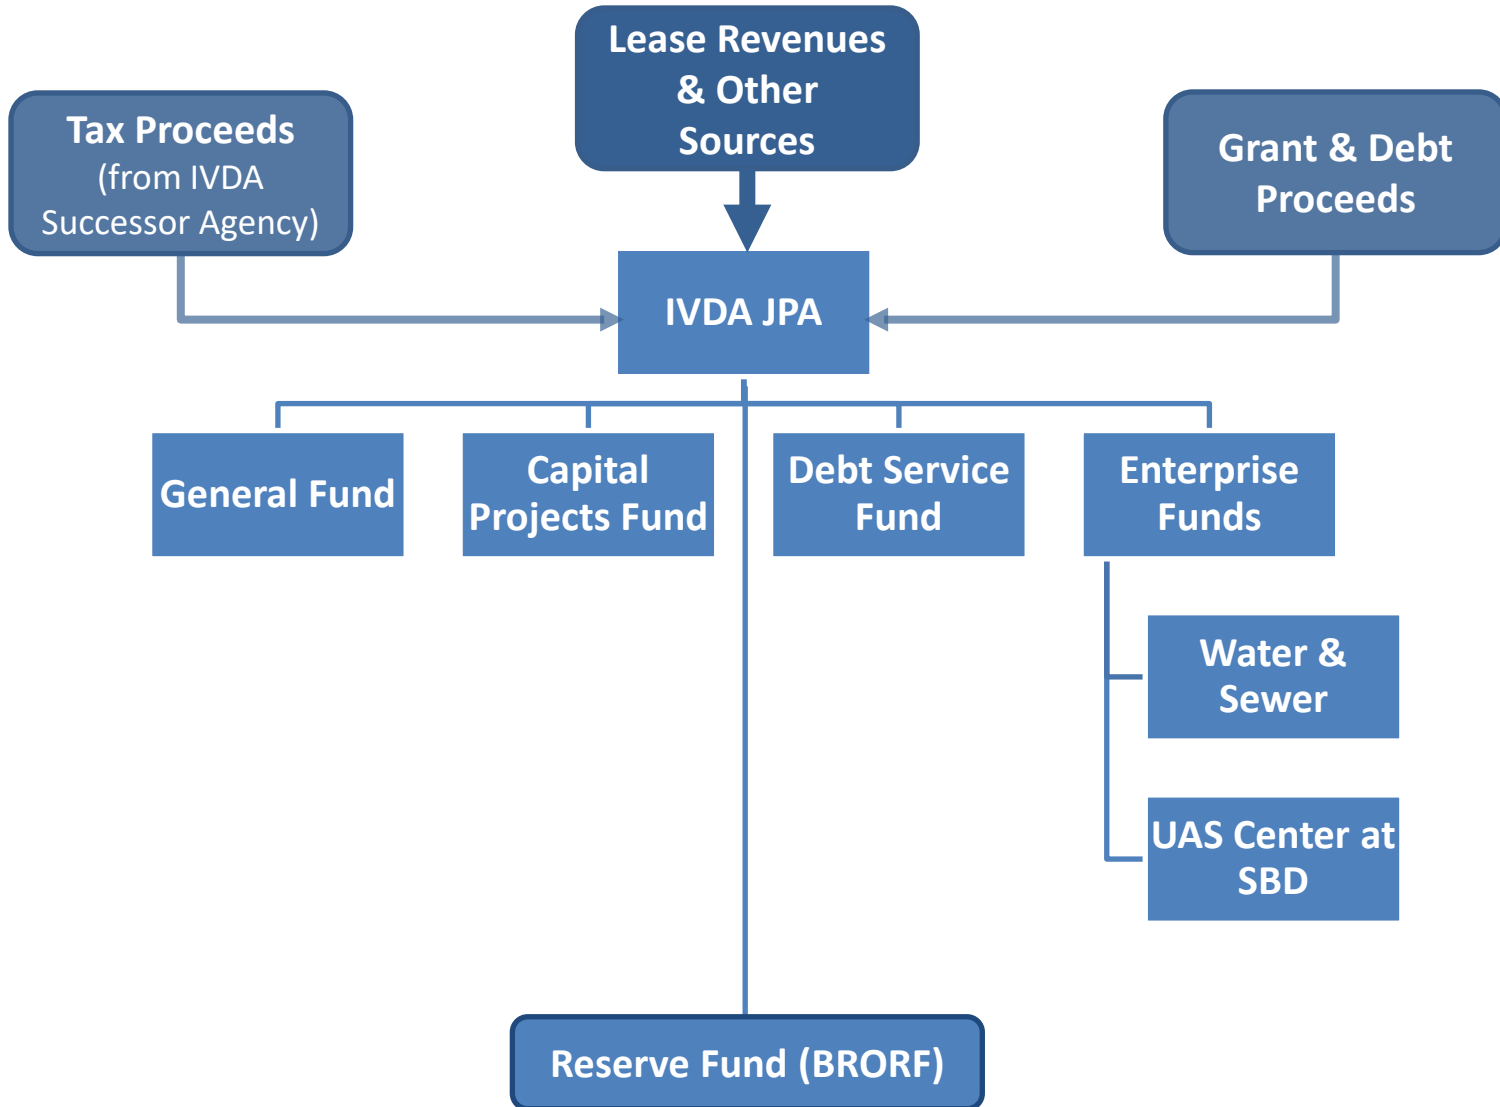 Lease Revenues
& Other
Sources
Tax Proceeds
(from IVDA
Successor Agency)
Grant & Debt
Proceeds
IVDA JPA
General Fund
Capital
Projects Fund
Debt Service
Fund
Enterprise
Funds
Water &
Sewer
UAS Center at
SBD
Reserve Fund (BRORF)